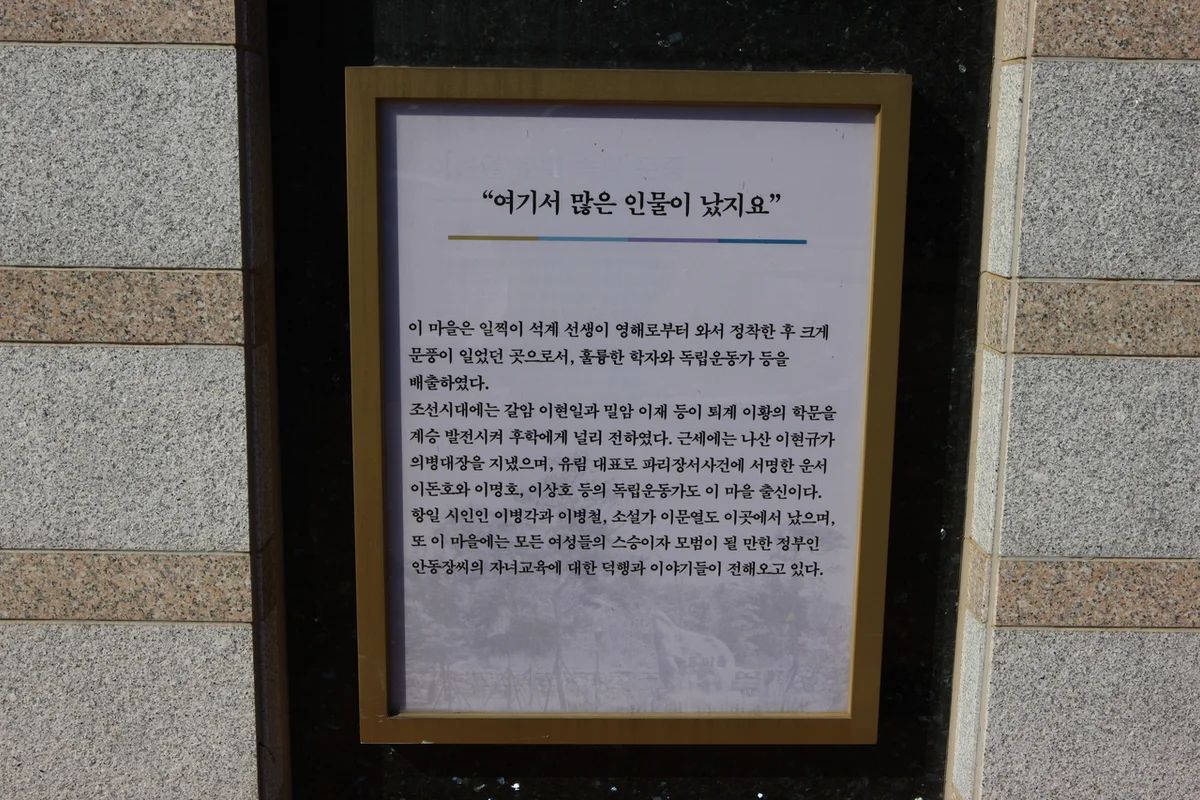 “여기서 많은 인물이 났지요”
이 마을은 일찍이 석계 선생이 영해로부터 와서 정착한 후 크게
문풍이 일었던 곳으로서, 훌륭한 학자와 독립운동가 등을
배출하였다.
조선시대에는 갈암 이현일과 밀암 이재 등이 퇴계 이황의 학문을
계승 발전시켜 후학에게 널리 전하였다. 근세에는 나산 이현규가
의병대장을 지냈으며, 유림 대표로 파리장서사건에 서명한 운서
이돈호와 이명호, 이상호 등의 독립운동가도 이 마을 출신이다.
항일 시인인 이병각과 이병철, 소설가 이문열도 이곳에서 났으며,
또 이 마을에는 모든 여성들의 스승이자 모범이 될 만한 정부인
안동장씨의 자녀교육에 대한 덕행과 이야기들이 전해오고 있다.